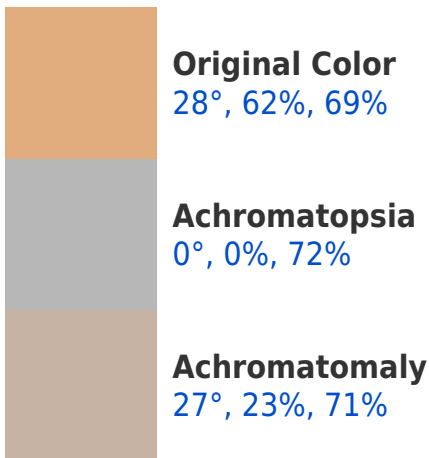 Original Color
28°, 62%, 69%
Achromatopsia
0°, 0%, 72%
Achromatomaly
27°, 23%, 71%